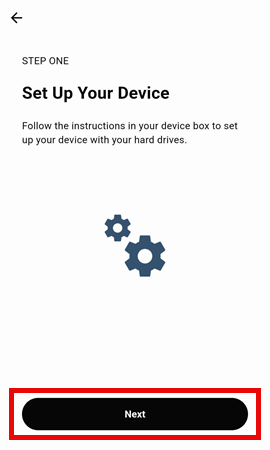 STEP ONE
Set Up Your Device
Follow the instructions in your device box to set
up your device with your hard drives.
Next